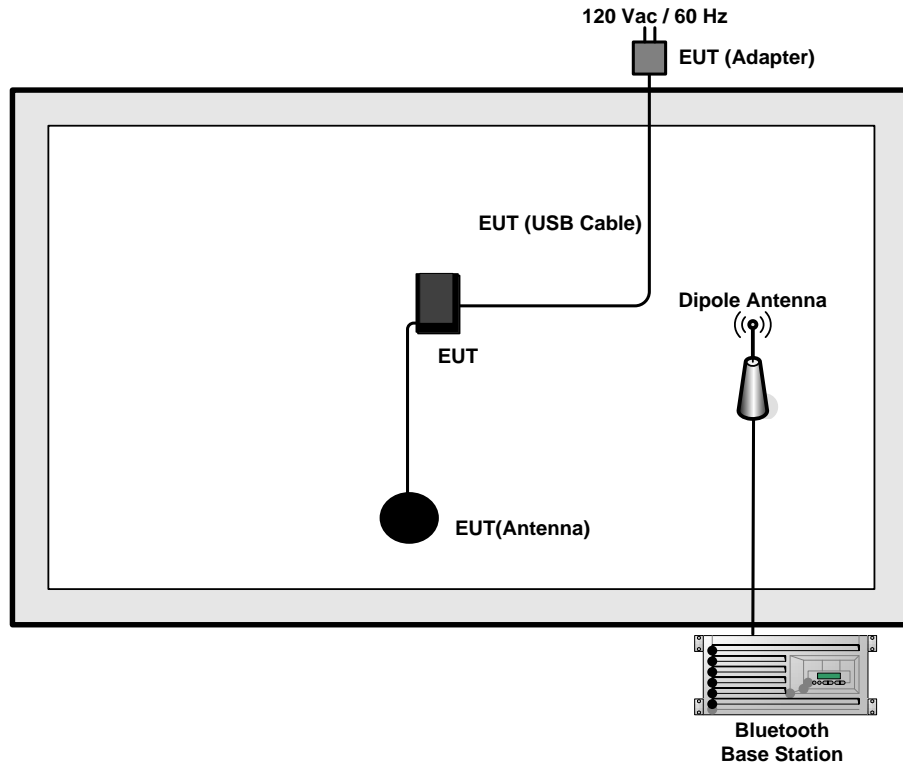 120 Vac / 60 Hz
EUT (Adapter)
EUT (USB Cable)
Dipole Antenna
EUT
EUT(Antenna)
Bluetooth
Base Station